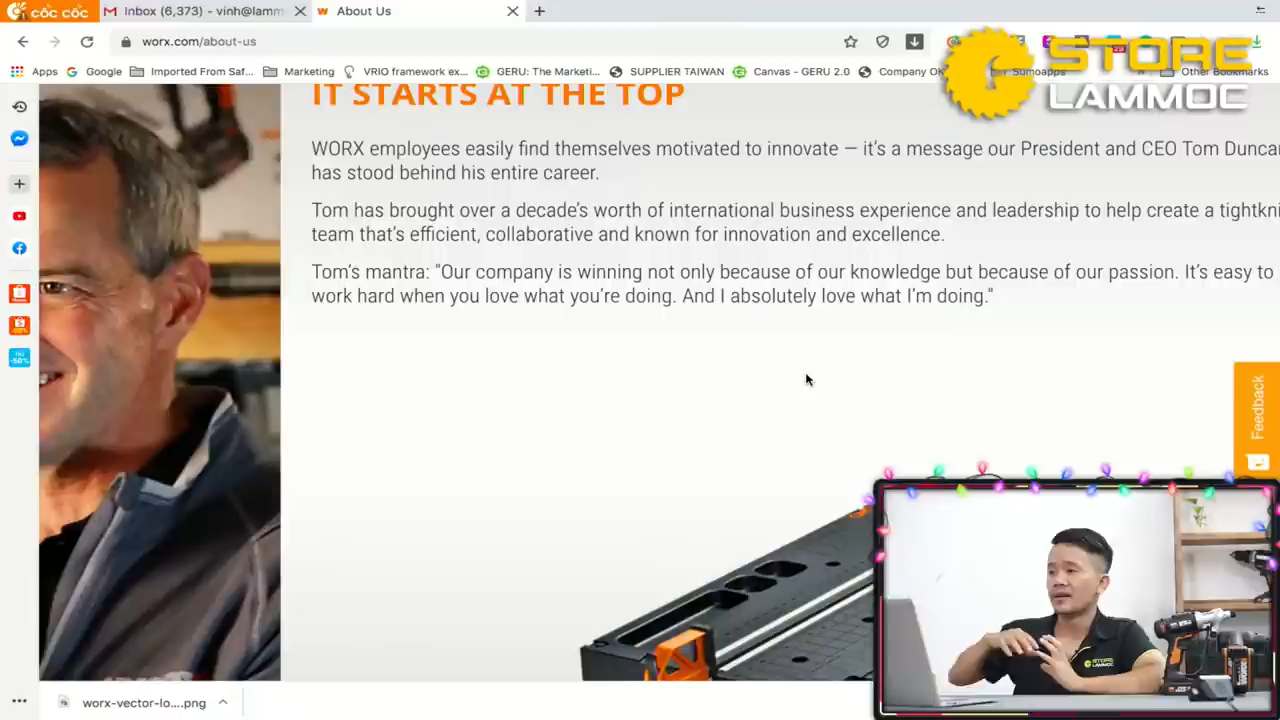 cốc cốc
Inbox (6,373) - vinh@lamm
About Us
worx.com/about-us
Apps
Google
Imported From Saf...
Marketing
VRIO framework ex...
GERU: The Marketi...
SUPPLIER TAIWAN
Canvas - GERU 2.0
Company OK
Sumoapps
Other Bookmarks
STORE
LAMMOC
IT STARTS AT THE TOP
WORX employees easily find themselves motivated to innovate — it's a message our President and CEO Tom Duncan
has stood behind his entire career.
Tom has brought over a decade's worth of international business experience and leadership to help create a tightkni
team that's efficient, collaborative and known for innovation and excellence.
Tom's mantra: "Our company is winning not only because of our knowledge but because of our passion. It's easy to
work hard when you love what you're doing. And I absolutely love what I'm doing."
-50%
Feedback
STORE
LAMMOC
worx-vector-lo....png